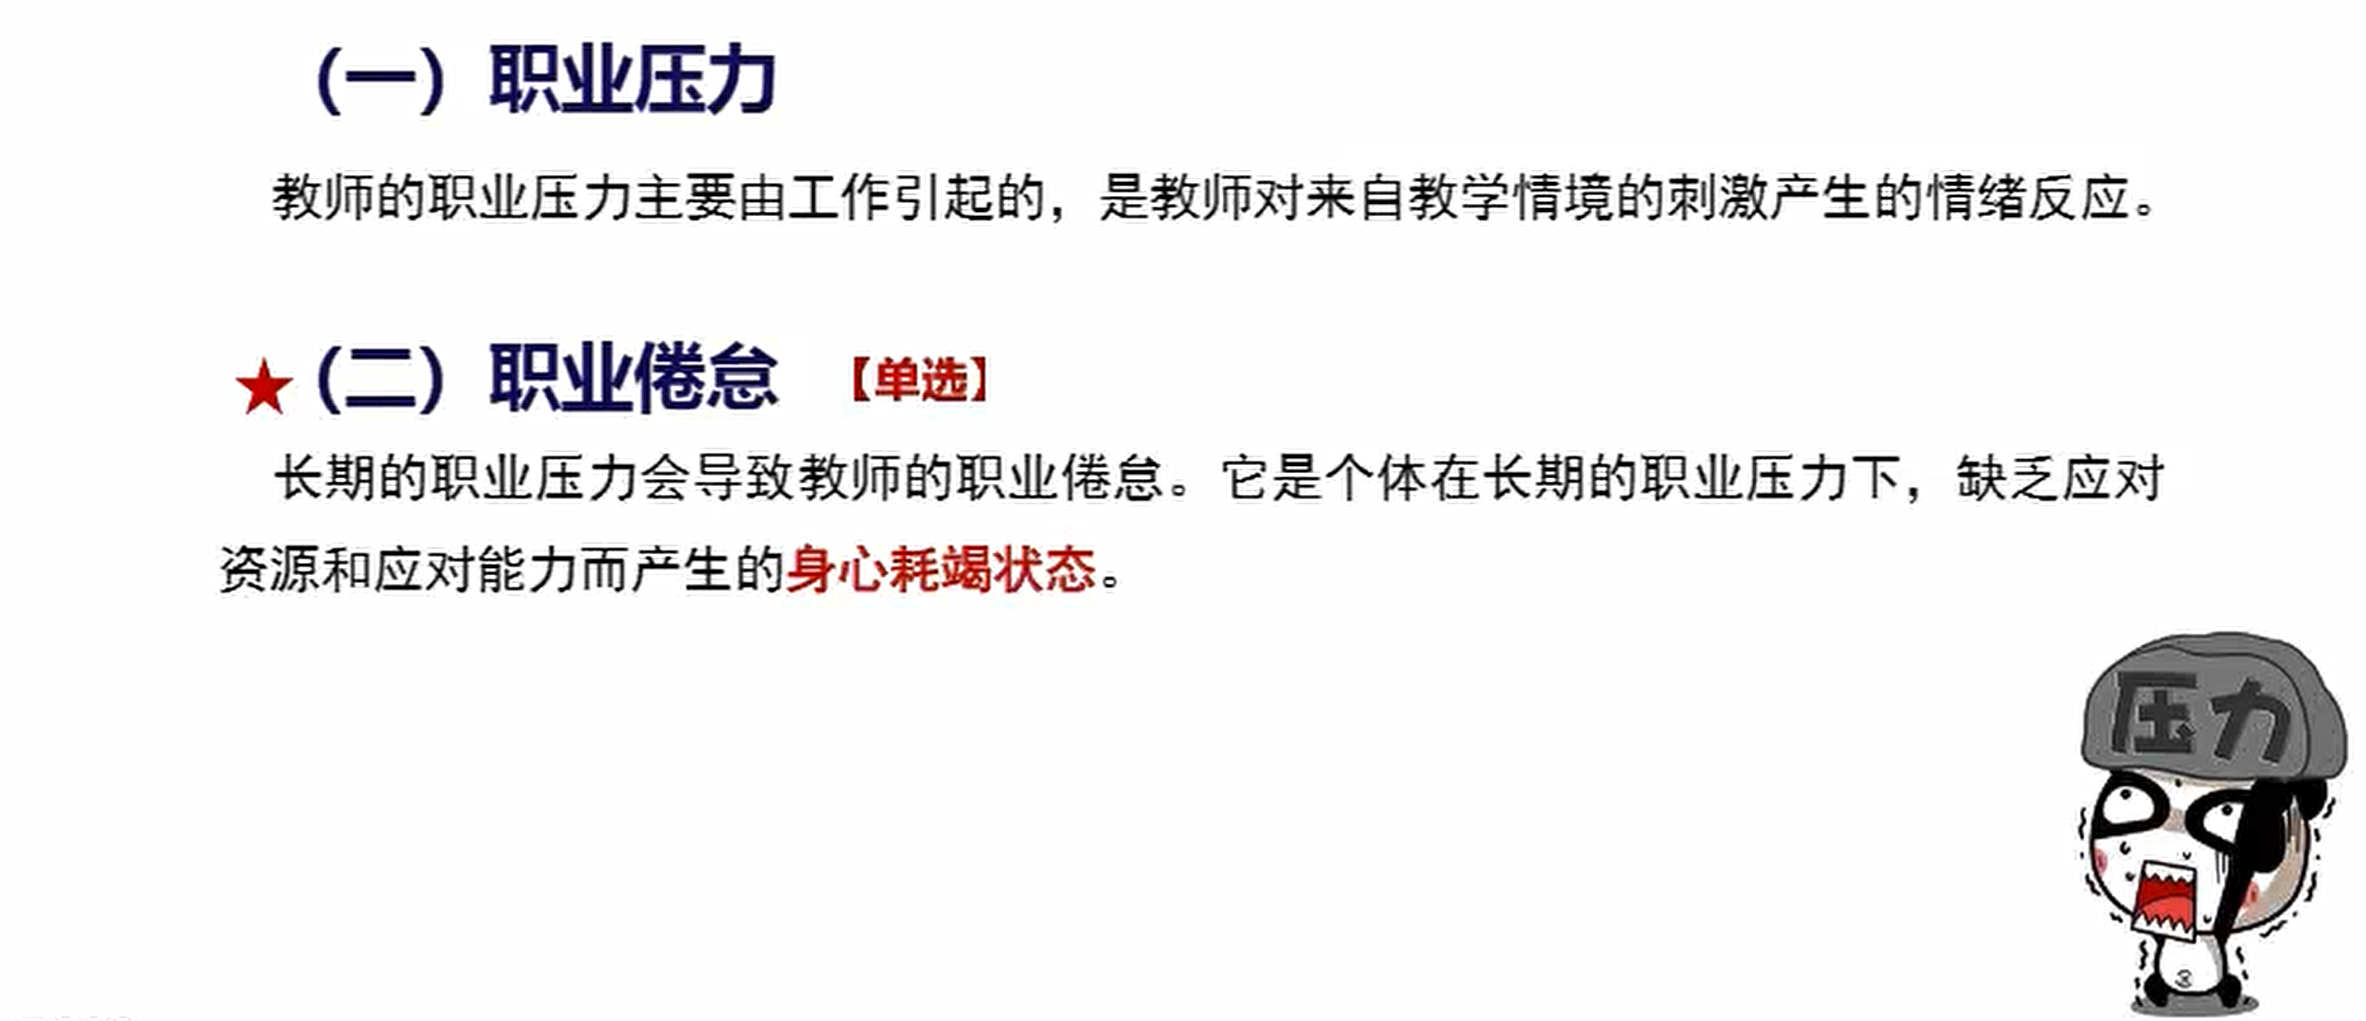 （一）职业压力
教师的职业压力主要由工作引起的，是教师对来自教学情境的刺激产生的情绪反应。
★（二）职业倦怠 【单选】
长期的职业压力会导致教师的职业倦怠。它是个体在长期的职业压力下，缺乏应对
资源和应对能力而产生的身心耗竭状态。
压力